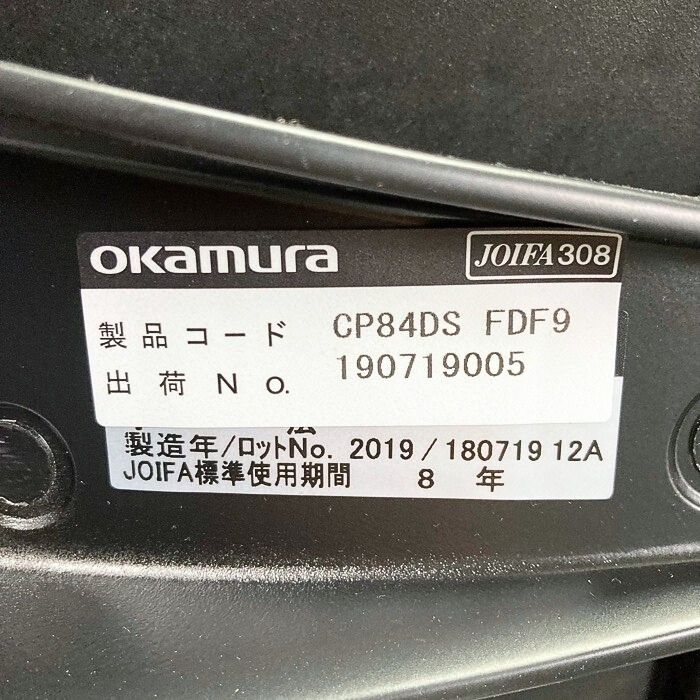 okamura
JOIFA308
製品コード CP84DS FDF9
出荷No. 190719005
法
製造年/ロットNo. 2019/180719 12A
JOIFA標準使用期間 8 年